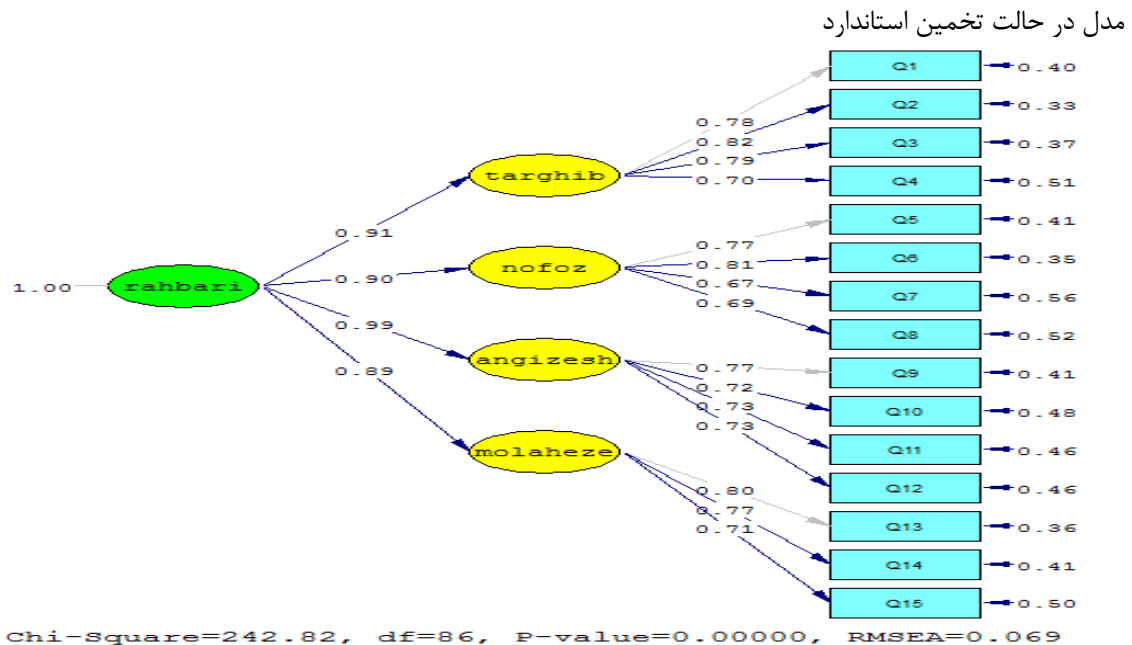 مدل در حالت تخمین استاندارد
Q1 0.40
Q2 0.33
0.78
0.82
Q3 0.37
0.79
targhib
0.70
Q4 0.51
Q5 0.41
0.91
0.77
nofoz
0.81
Q6 0.35
0.90
0.67
1.00 rahbari
Q7 0.56
0.69
0.99
Q8 0.52
angizesh
0.77
Q9 0.41
0.89
0.72
0.73
Q10 0.48
0.73
molaheze
Q11 0.46
0.80
Q12 0.46
0.77
0.71
Q13 0.36
Q14 0.41
Q15 0.50
Chi-Square=242.82, df=86, P-value=0.00000, RMSEA=0.069